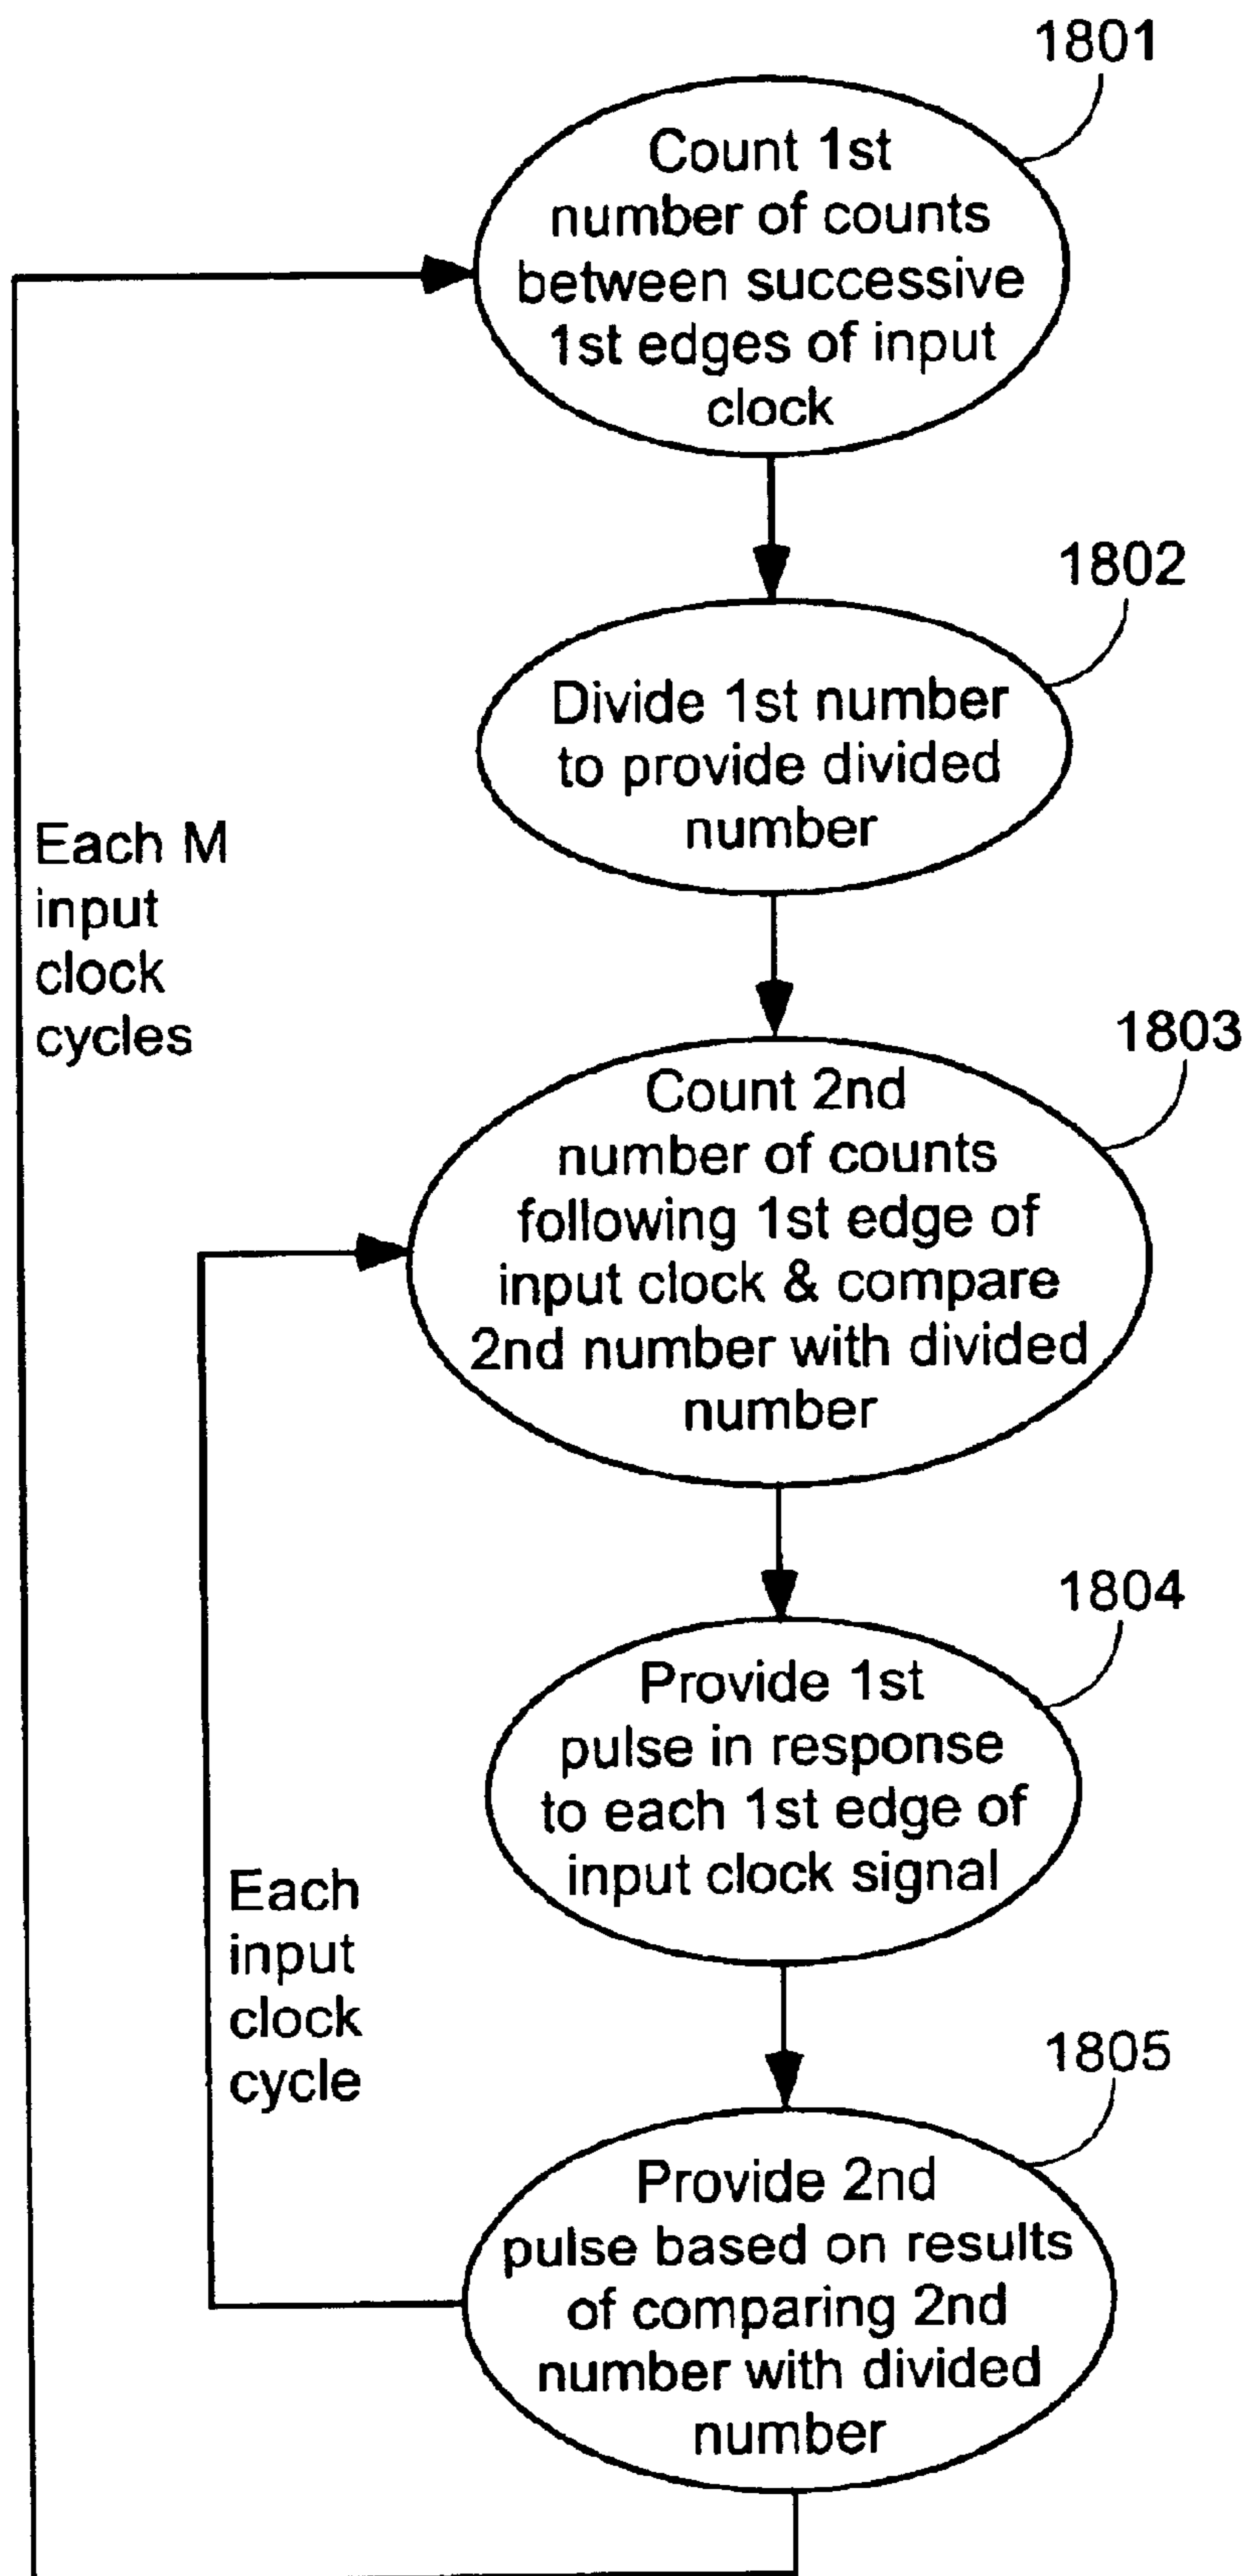 1801
Count 1st
number of counts
between successive
1st edges of input
clock
1802
Divide 1st number
to provide divided
number
Each M
input
clock
cycles
1803
Count 2nd
number of counts
following 1st edge of
input clock & compare
2nd number with divided
number
1804
Provide 1st
pulse in response
to each 1st edge of
input clock signal
Each
input
clock
cycle
1805
Provide 2nd
pulse based on results
of comparing 2nd
number with divided
number